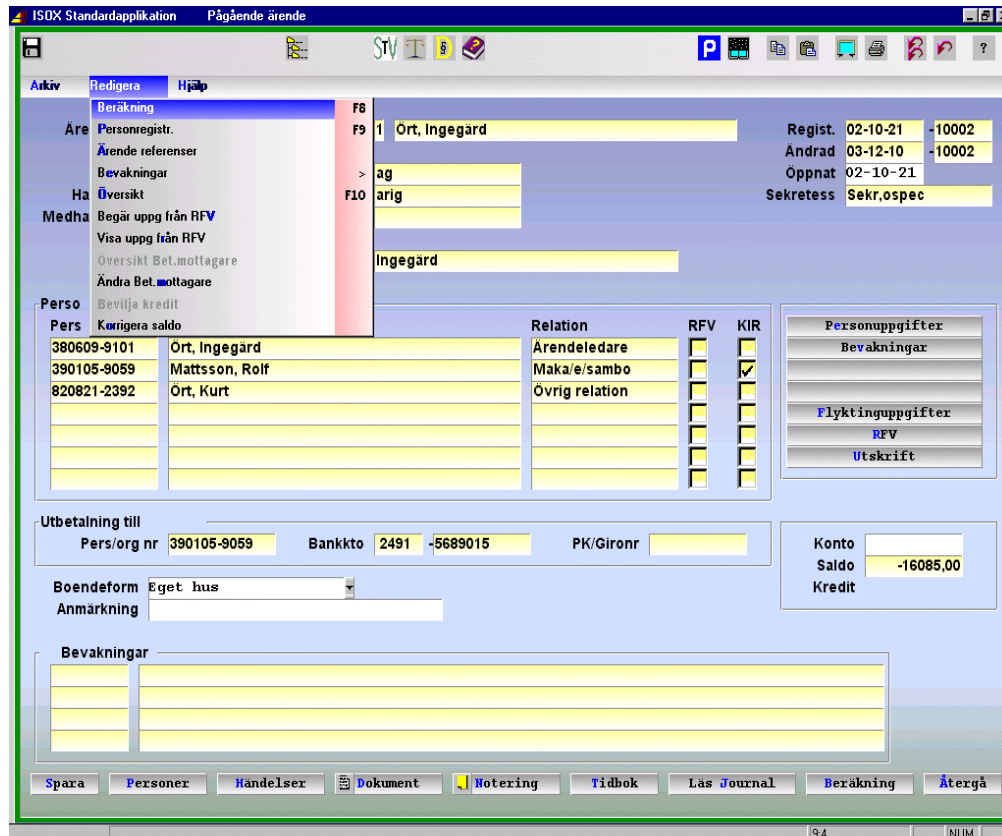 ISOX Standardapplikation Pågående ärende
STV § P ?
Arkiv Redigera Hjälp
Beräkning F6
Personregistr. F9
Ärende referenser
Bevakningar >
Översikt F10
Begär uppg från RFV
Visa uppg från RFV
Översikt Bet.mottagare
Ändra Bet.mottagare
Bevilja kredit
Korrigera saldo
Äre 1 Ört, Ingegärd Regist. 02-10-21 -10002
Ändrad 03-12-10 -10002
ag Öppnat 02-10-21
Ha arig Sekretess Sekr,ospec
Medha
Ingegärd
Perso
Pers Relation RFV KIR
380609-9101 Ört, Ingegärd Ärendeledare
390105-9059 Mattsson, Rolf Maka/e/sambo
820821-2392 Ört, Kurt Övrig relation
Personuppgifter
Bevakningar
Flyktinguppgifter
RFV
Utskrift
Utbetalning till
Pers/org nr 390105-9059 Bankkto 2491 -5689015 PK/Gironr
Konto
Saldo -16085,00
Kredit
Boendeform Eget hus
Anmärkning
Bevakningar
Spara Personer Händelser Dokument Notering Tidbok Läs Journal Beräkning Återgå
9:4 NUM